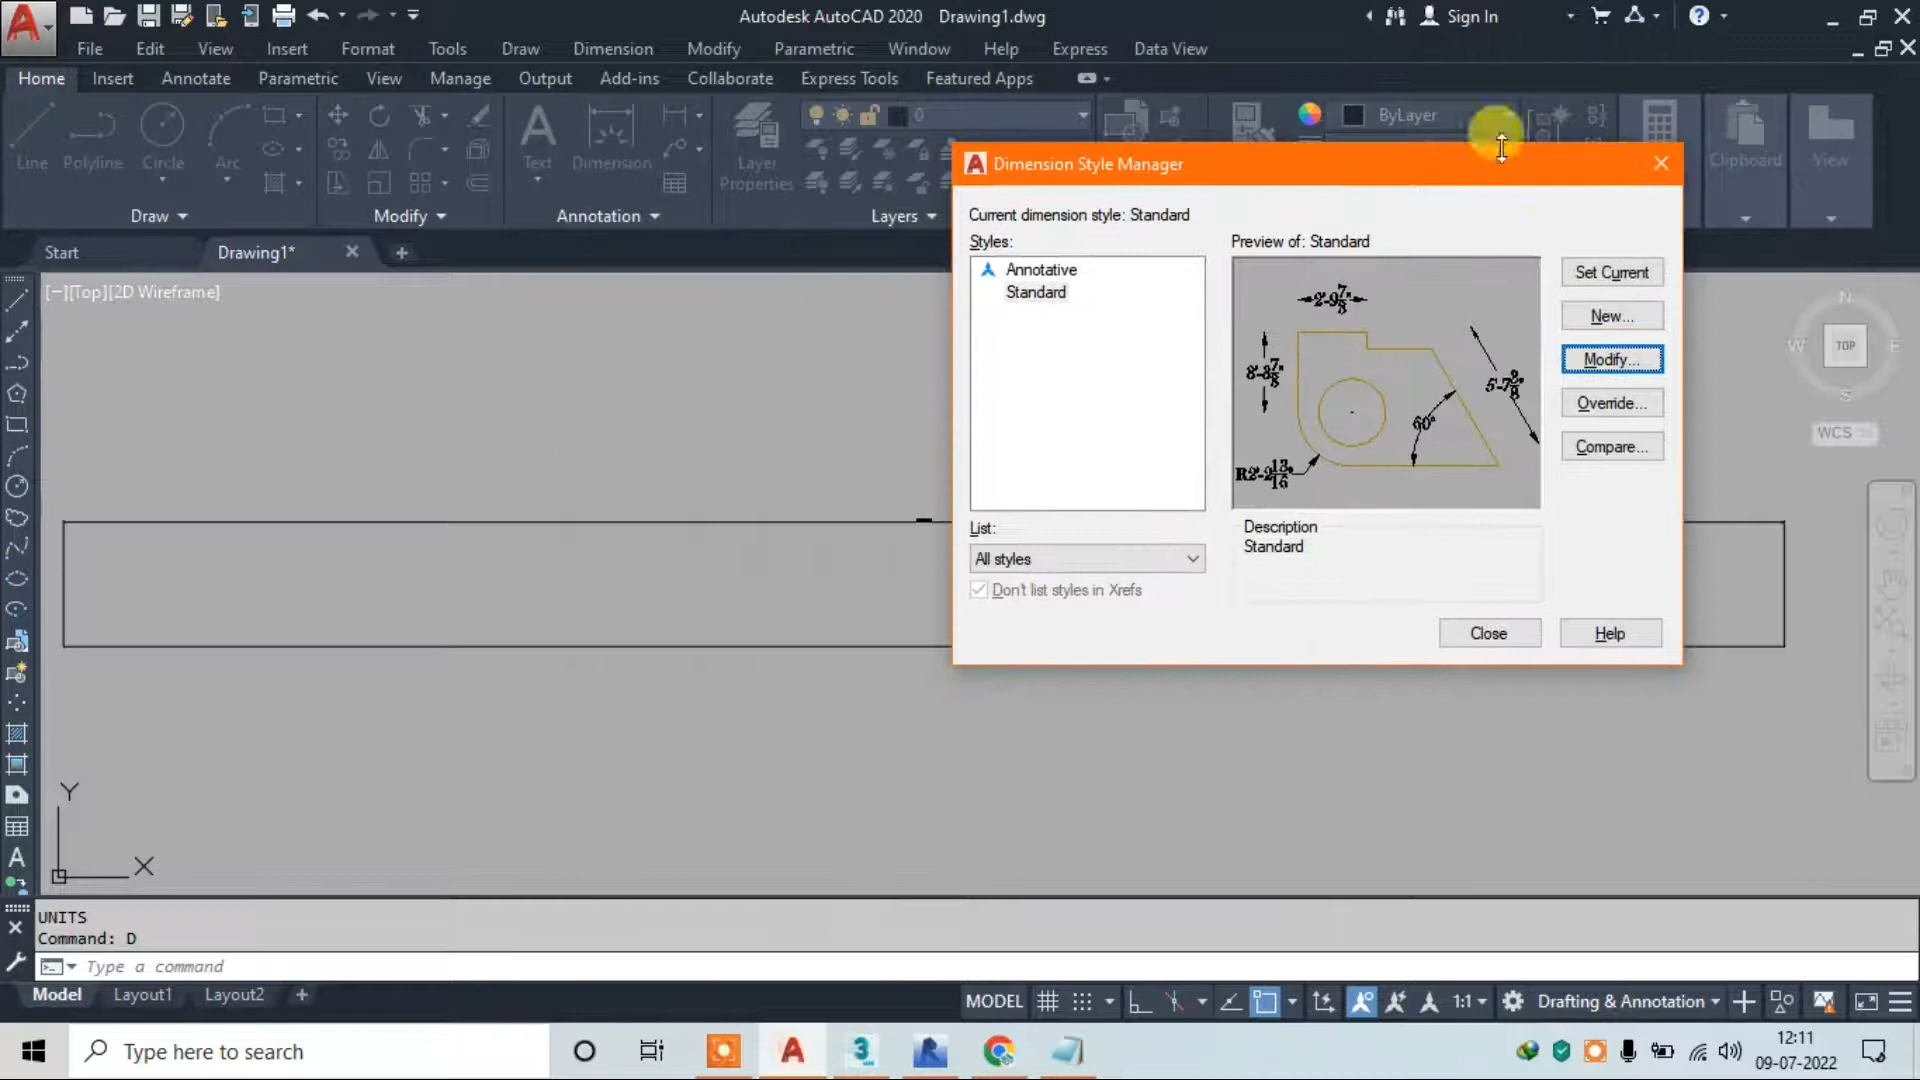 Autodesk AutoCAD 2020 Drawing1.dwg
Sign In
File Edit View Insert Format Tools Draw Dimension Modify Parametric Window Help Express Data View
Home Insert Annotate Parametric View Manage Output Add-ins Collaborate Express Tools Featured Apps
0
ByLayer
Line Polyline Circle Arc
Text Dimension
Layer
Properties
Clipboard View
Draw Modify Annotation Layers
Start Drawing1*
[−][Top][2D Wireframe]
Dimension Style Manager
Current dimension style: Standard
Styles:
Annotative
Standard
Preview of: Standard
60°
Set Current
New...
Modify...
Override...
Compare...
List:
All styles
Don't list styles in Xrefs
Description
Standard
Close
Help
N
W TOP E
S
WCS
Y
X
UNITS
Command: D
Type a command
Model Layout1 Layout2 +
MODEL 1:1 Drafting & Annotation
Type here to search
12:11
09-07-2022